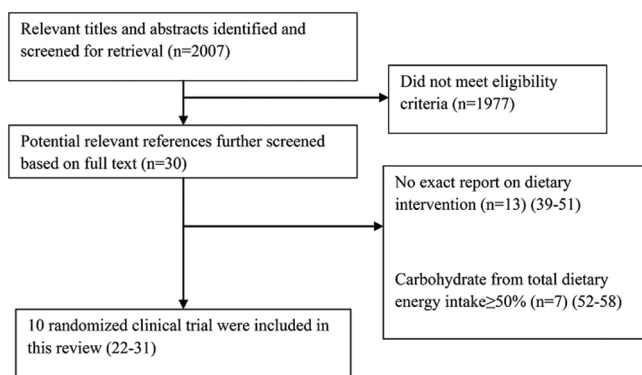 Relevant titles and abstracts identified and
screened for retrieval (n=2007)
Did not meet eligibility
criteria (n=1977)
Potential relevant references further screened
based on full text (n=30)
No exact report on dietary
intervention (n=13) (39-51)
Carbohydrate from total dietary
energy intake≥50% (n=7) (52-58)
10 randomized clinical trial were included in
this review (22-31)